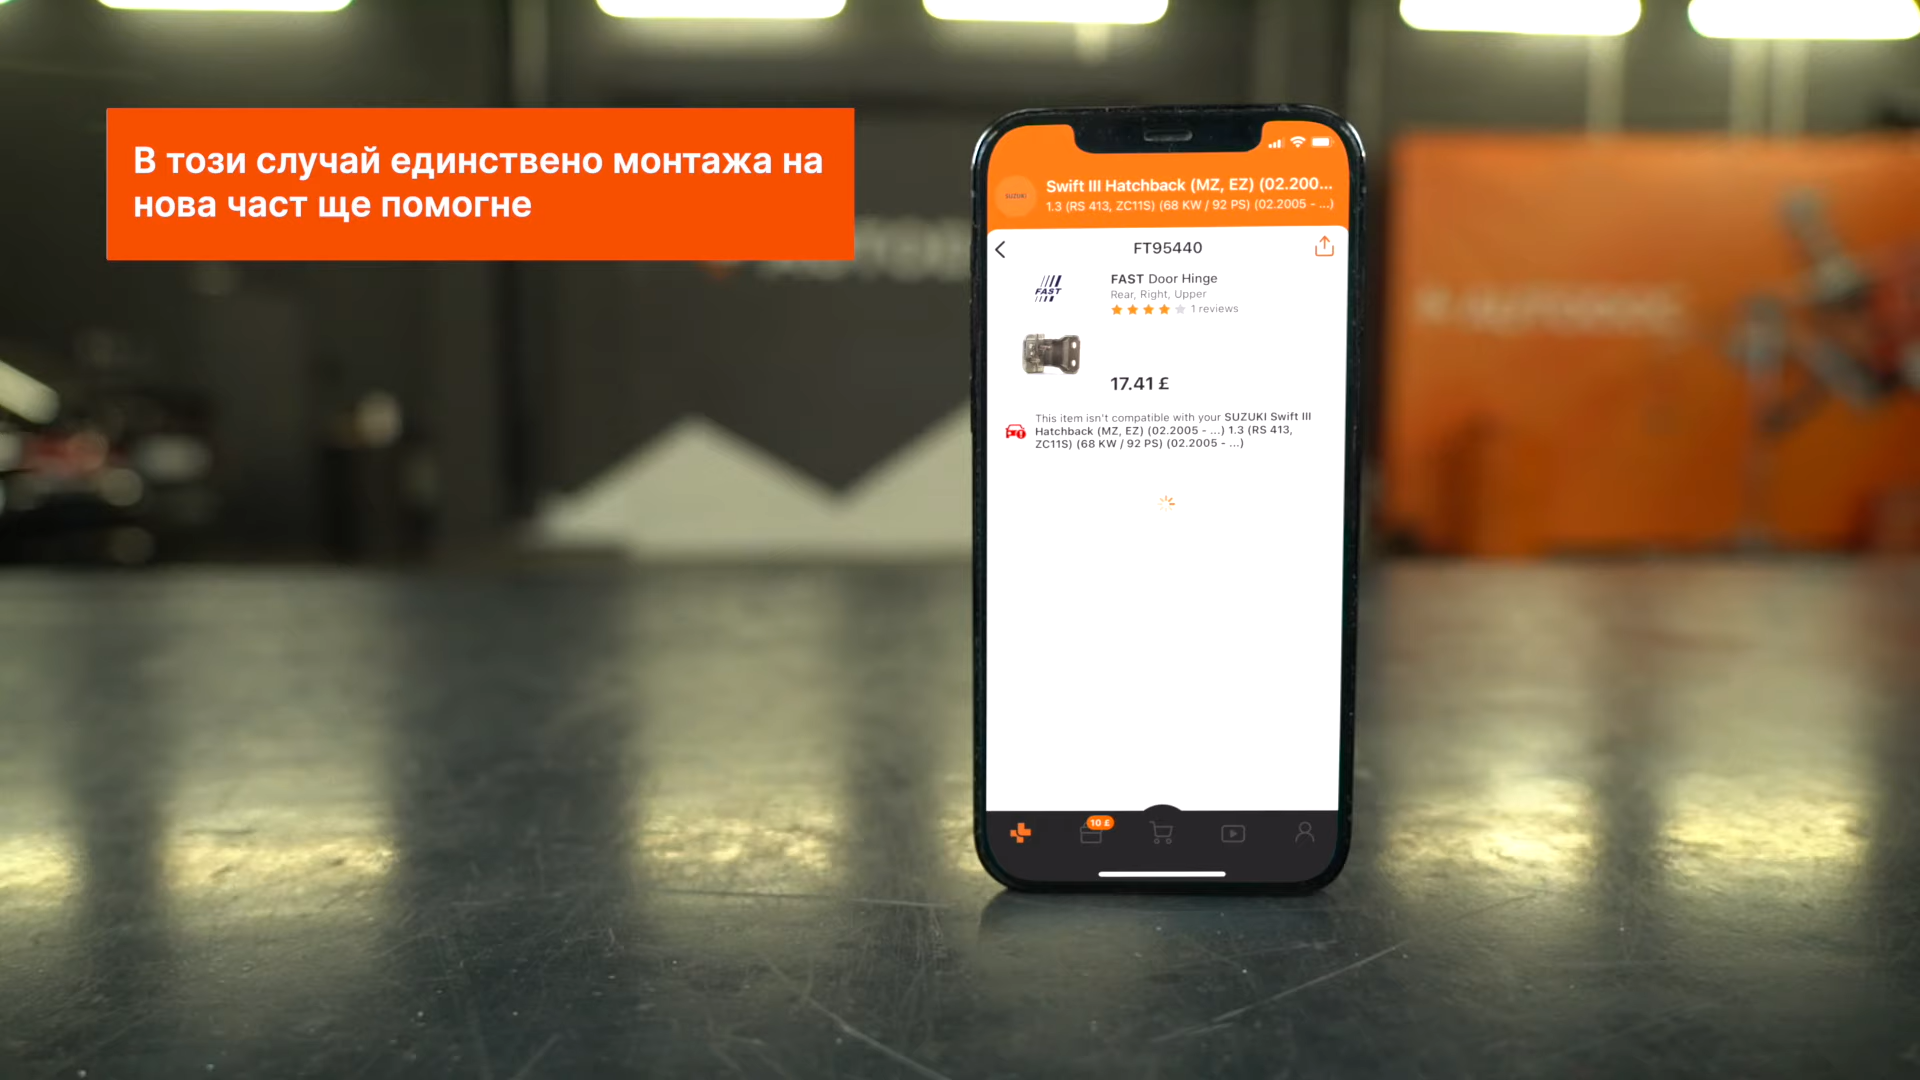 В този случай единствено монтажа на
нова част ще помогне
SUZUKI
Swift III Hatchback (MZ, EZ) (02.200...
1.3 (RS 413, ZC11S) (68 KW / 92 PS) (02.2005 - ...)
FT95440
FAST
FAST Door Hinge
Rear, Right, Upper
1 reviews
17.41 £
This item isn't compatible with your SUZUKI Swift III
Hatchback (MZ, EZ) (02.2005 - ...) 1.3 (RS 413,
ZC11S) (68 KW / 92 PS) (02.2005 - ...)
10 £